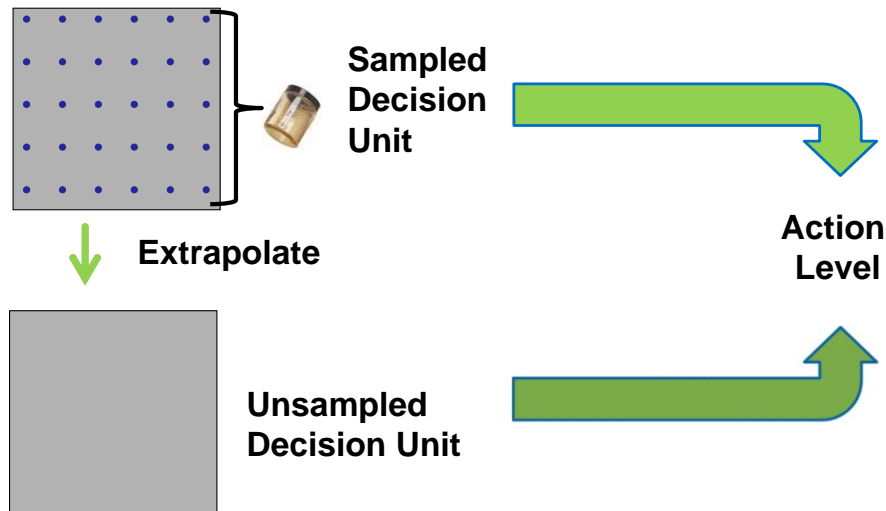 Sampled
Decision
Unit
Extrapolate
Action
Level
Unsampled
Decision Unit